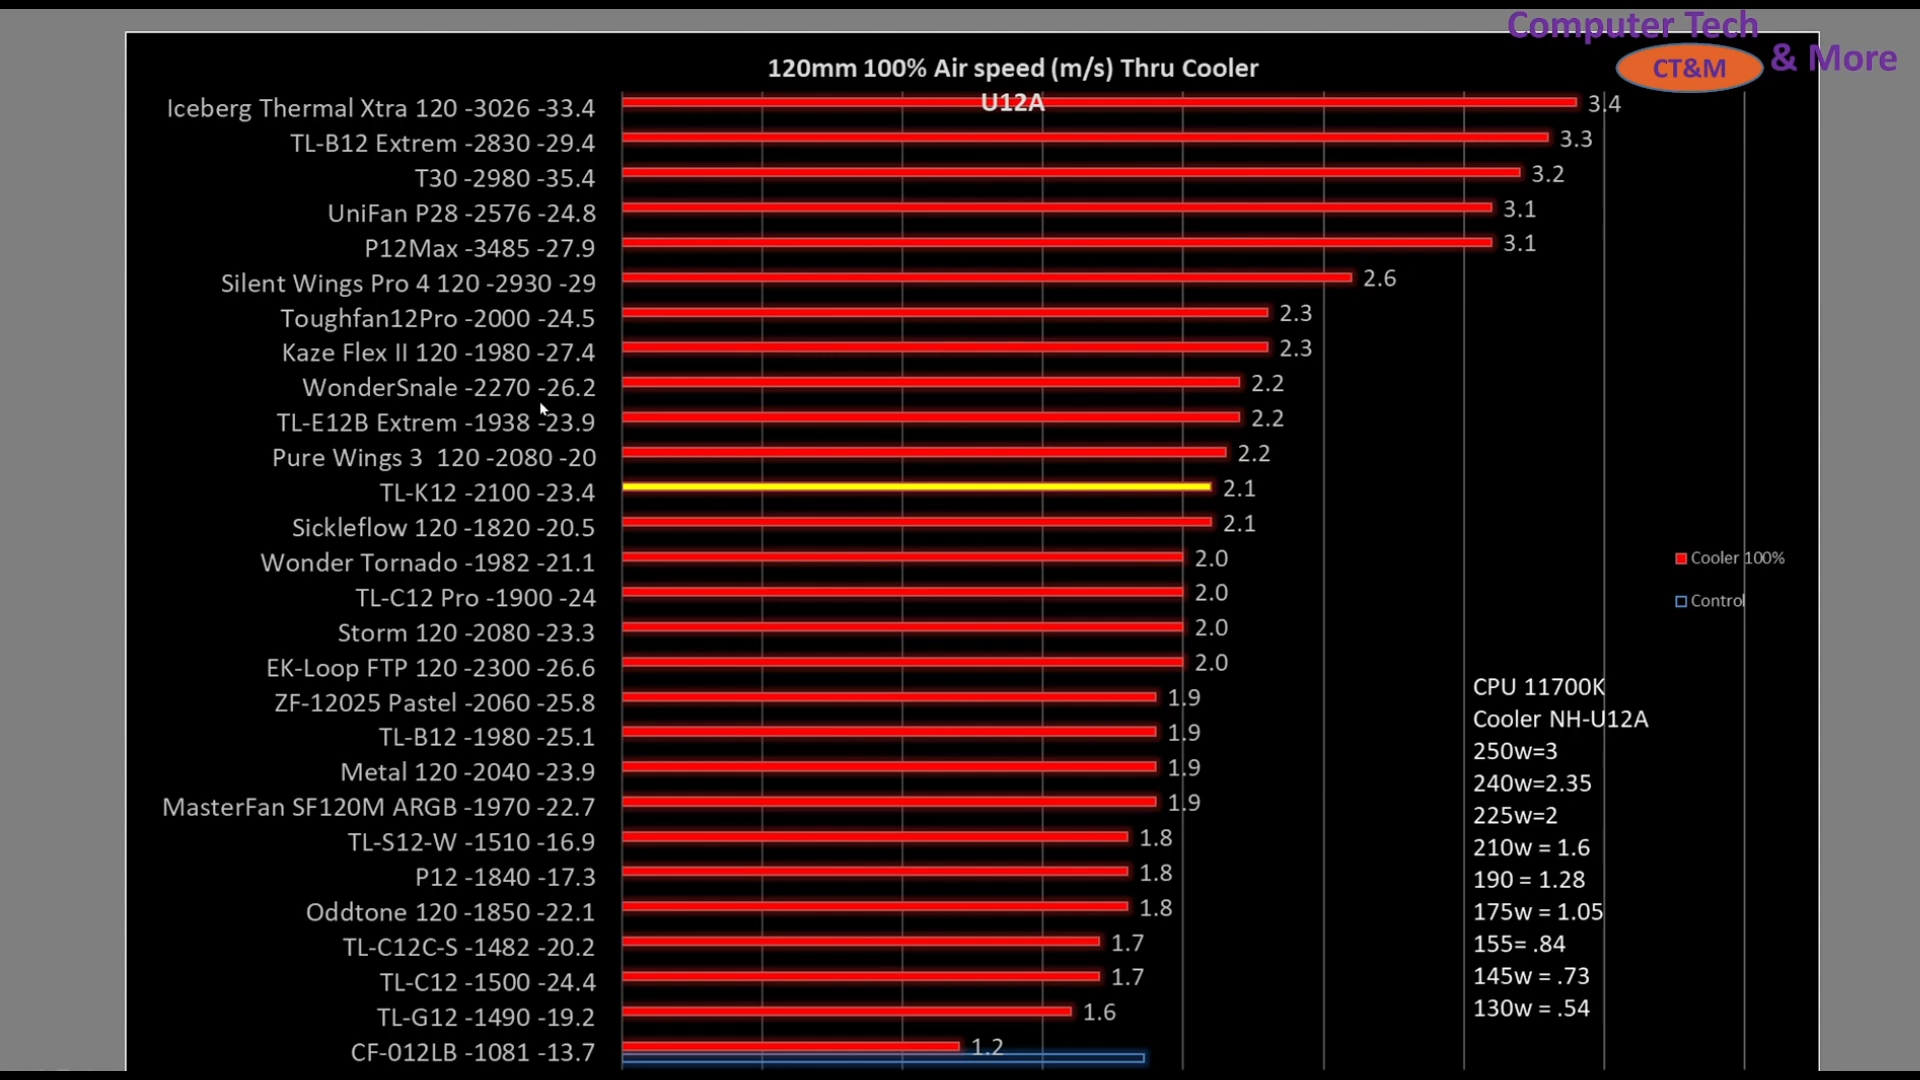 Computer Tech
CT&M
& More
120mm 100% Air speed (m/s) Thru Cooler
U12A
Iceberg Thermal Xtra 120 -3026 -33.4 3.4
TL-B12 Extrem -2830 -29.4 3.3
T30 -2980 -35.4 3.2
UniFan P28 -2576 -24.8 3.1
P12Max -3485 -27.9 3.1
Silent Wings Pro 4 120 -2930 -29 2.6
Toughfan12Pro -2000 -24.5 2.3
Kaze Flex II 120 -1980 -27.4 2.3
WonderSnale -2270 -26.2 2.2
TL-E12B Extrem -1938 -23.9 2.2
Pure Wings 3  120 -2080 -20 2.2
TL-K12 -2100 -23.4 2.1
Sickleflow 120 -1820 -20.5 2.1
Wonder Tornado -1982 -21.1 2.0
TL-C12 Pro -1900 -24 2.0
Storm 120 -2080 -23.3 2.0
EK-Loop FTP 120 -2300 -26.6 2.0
ZF-12025 Pastel -2060 -25.8 1.9
TL-B12 -1980 -25.1 1.9
Metal 120 -2040 -23.9 1.9
MasterFan SF120M ARGB -1970 -22.7 1.9
TL-S12-W -1510 -16.9 1.8
P12 -1840 -17.3 1.8
Oddtone 120 -1850 -22.1 1.8
TL-C12C-S -1482 -20.2 1.7
TL-C12 -1500 -24.4 1.7
TL-G12 -1490 -19.2 1.6
CF-012LB -1081 -13.7 1.2
Cooler 100%
Control
CPU 11700K
Cooler NH-U12A
250w=3
240w=2.35
225w=2
210w = 1.6
190 = 1.28
175w = 1.05
155= .84
145w = .73
130w = .54